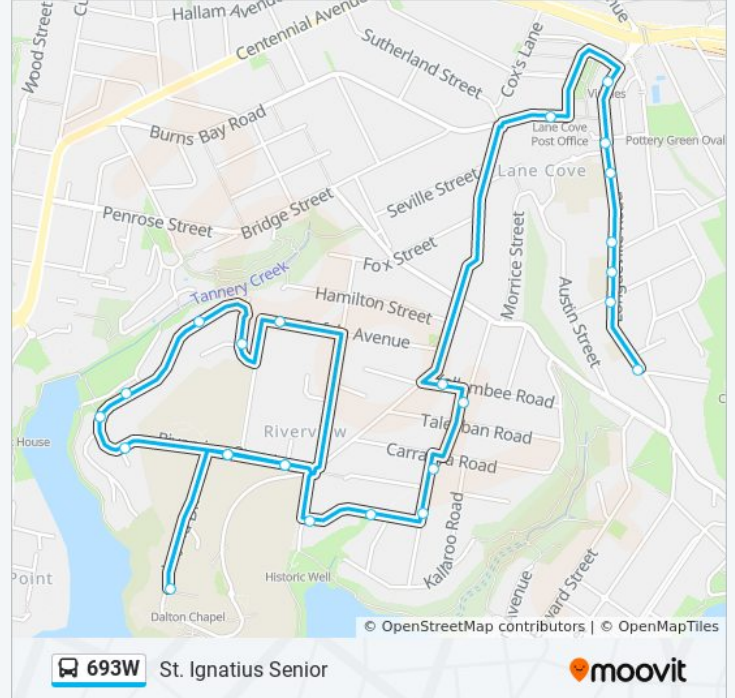 Hallam Avenue
Wood Street
Centennial Avenue
Sutherland Street
Cox's Lane
Burns Bay Road
Lane Cove
Post Office
Pottery Green Oval
Lane Cove
Seville Street
Penrose Street
Bridge Street
Fox Street
Tannery Creek
Morrice Street
Hamilton Street
Austin Street
Avenue
Road
Road
Riverview
House
Carranya Road
Kallaroo Road
Point
Historic Well
Avenue
Street
Dalton Chapel
© OpenStreetMap contributors | © OpenMapTiles
693W St. Ignatius Senior
moovit